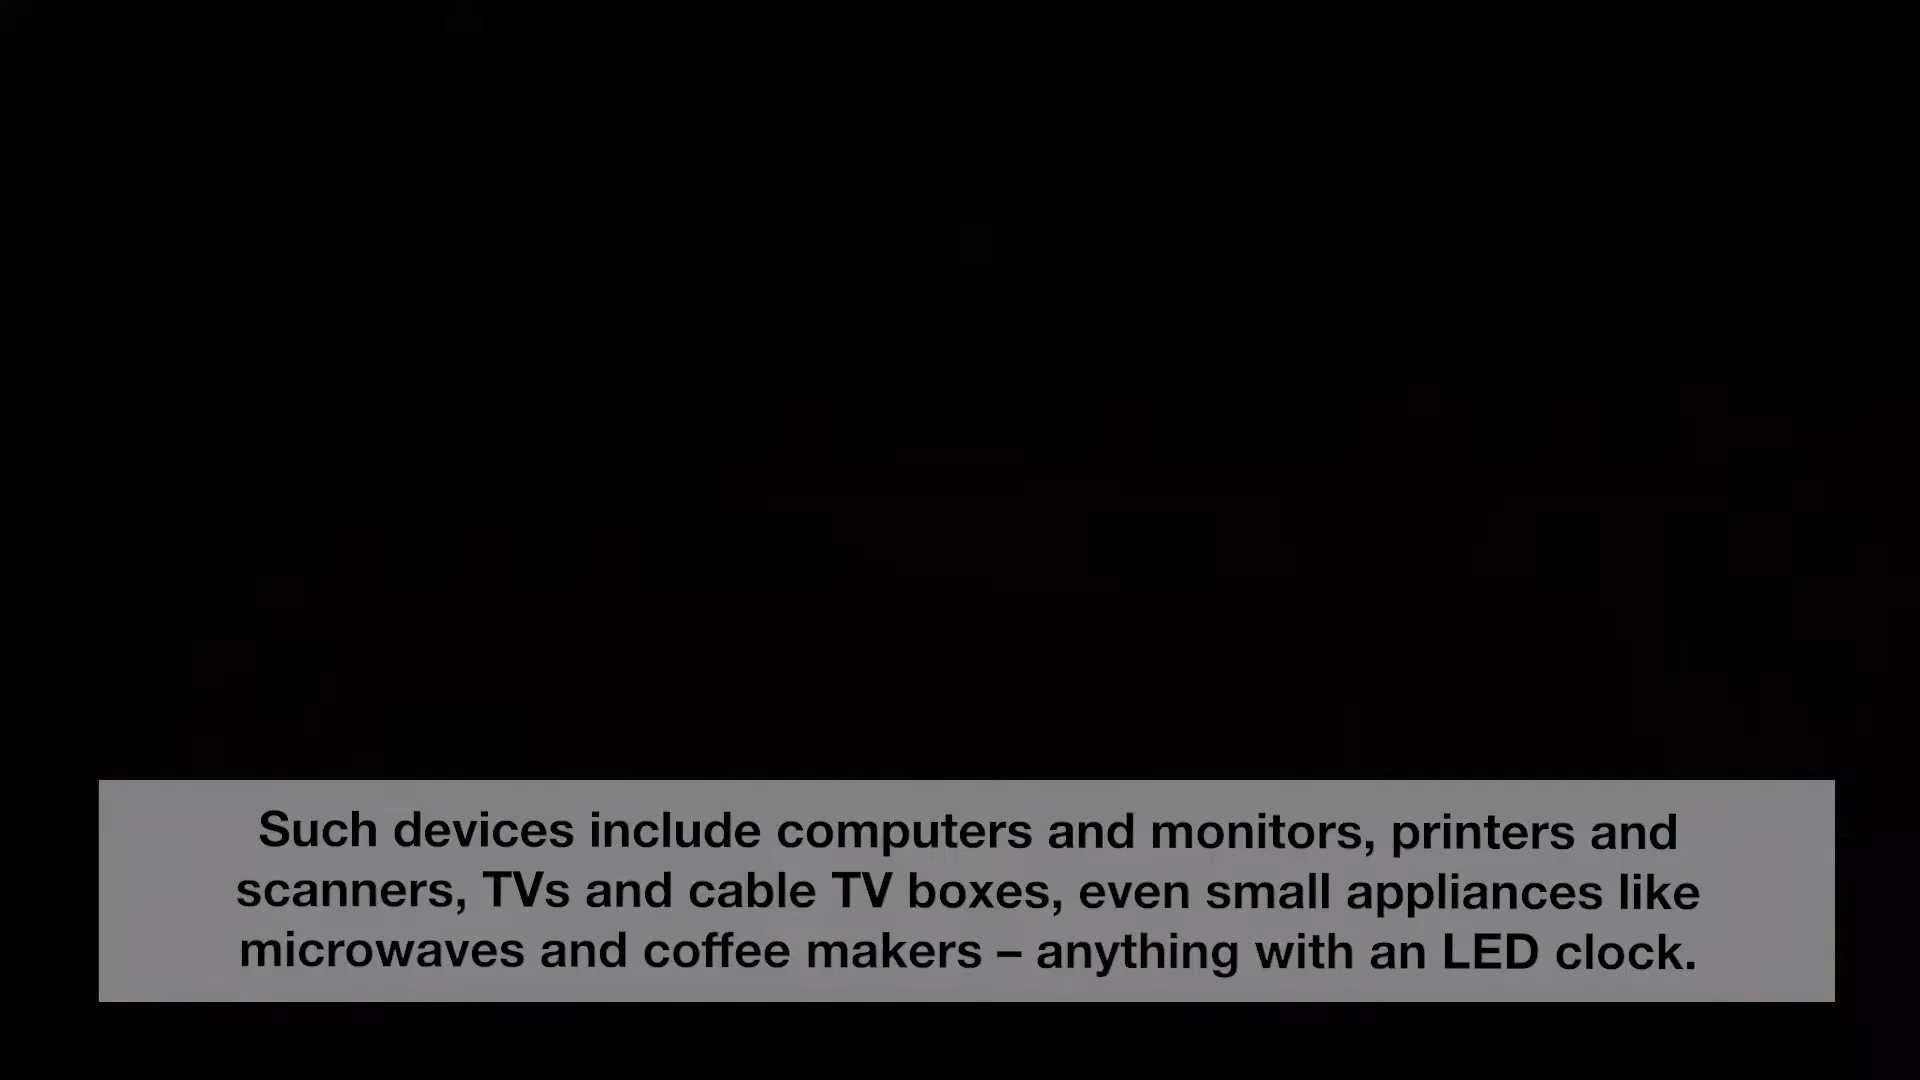 Such devices include computers and monitors, printers and
scanners, TVs and cable TV boxes, even small appliances like
microwaves and coffee makers – anything with an LED clock.